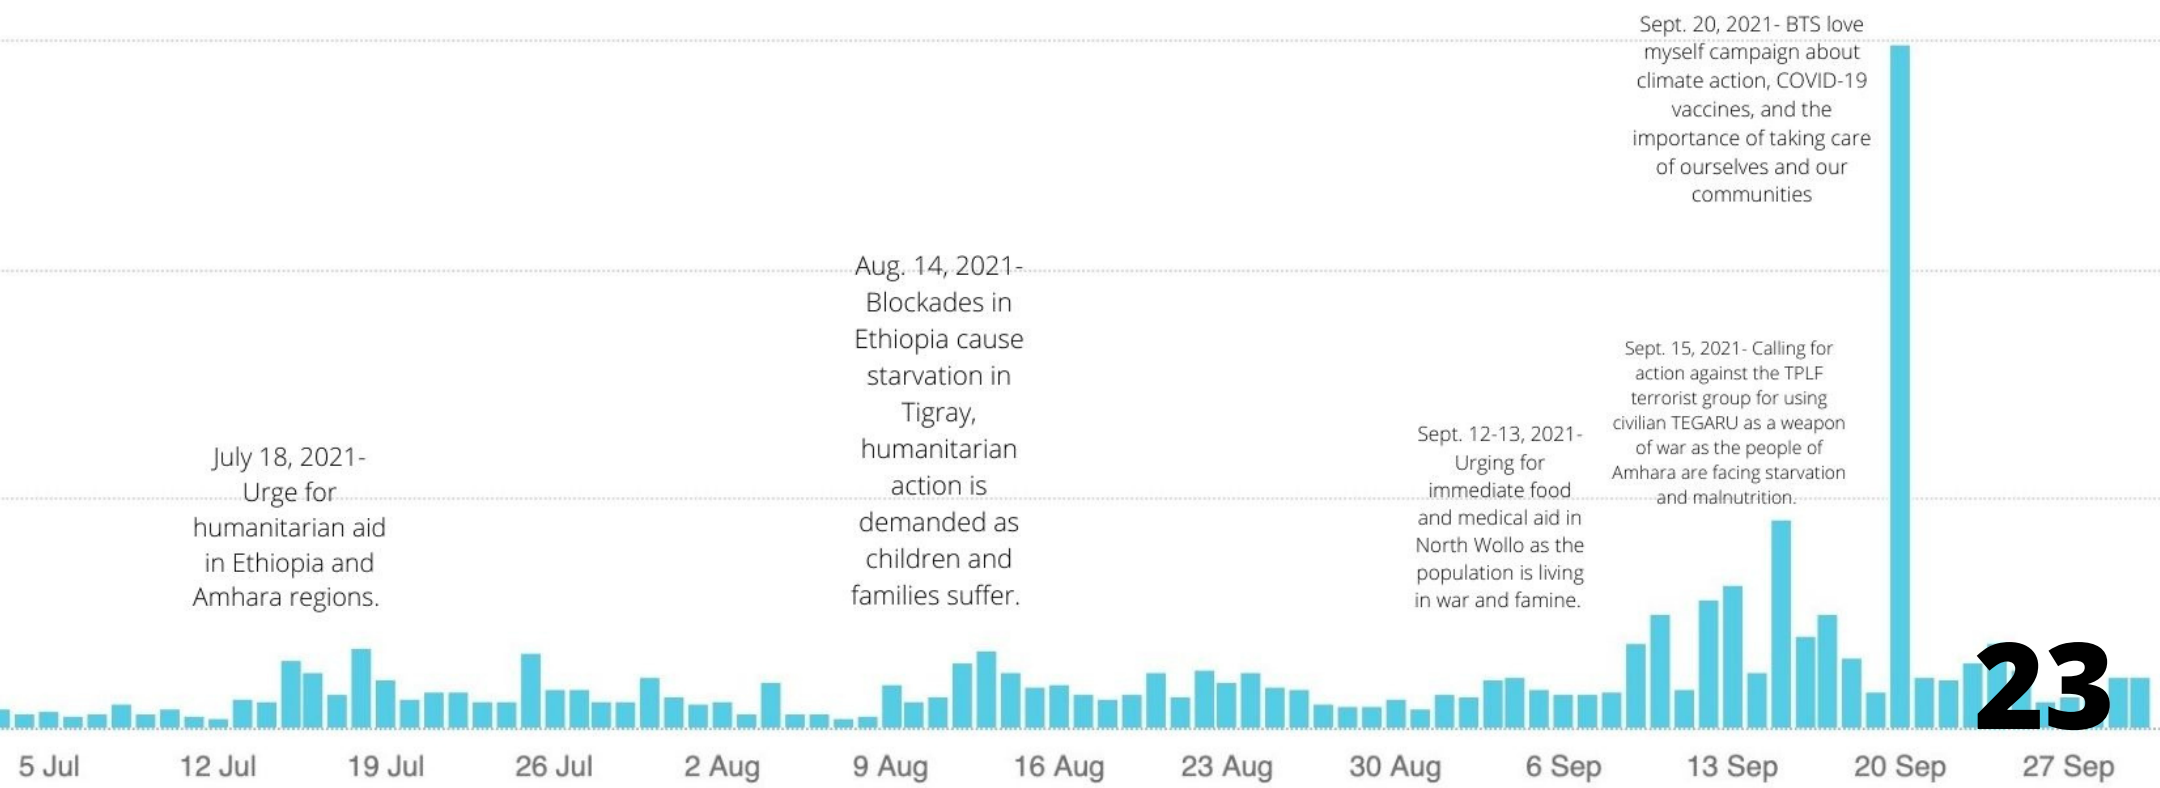 Sept. 20, 2021- BTS love
myself campaign about
climate action, COVID-19
vaccines, and the
importance of taking care
of ourselves and our
communities
Aug. 14, 2021-
Blockades in
Ethiopia cause
starvation in
Tigray,
humanitarian
action is
demanded as
children and
families suffer.
Sept. 15, 2021- Calling for
action against the TPLF
terrorist group for using
civilian TEGARU as a weapon
of war as the people of
Amhara are facing starvation
and malnutrition.
Sept. 12-13, 2021-
Urging for
immediate food
and medical aid in
North Wollo as the
population is living
in war and famine.
July 18, 2021-
Urge for
humanitarian aid
in Ethiopia and
Amhara regions.
23
5 Jul 12 Jul 19 Jul 26 Jul 2 Aug 9 Aug 16 Aug 23 Aug 30 Aug 6 Sep 13 Sep 20 Sep 27 Sep